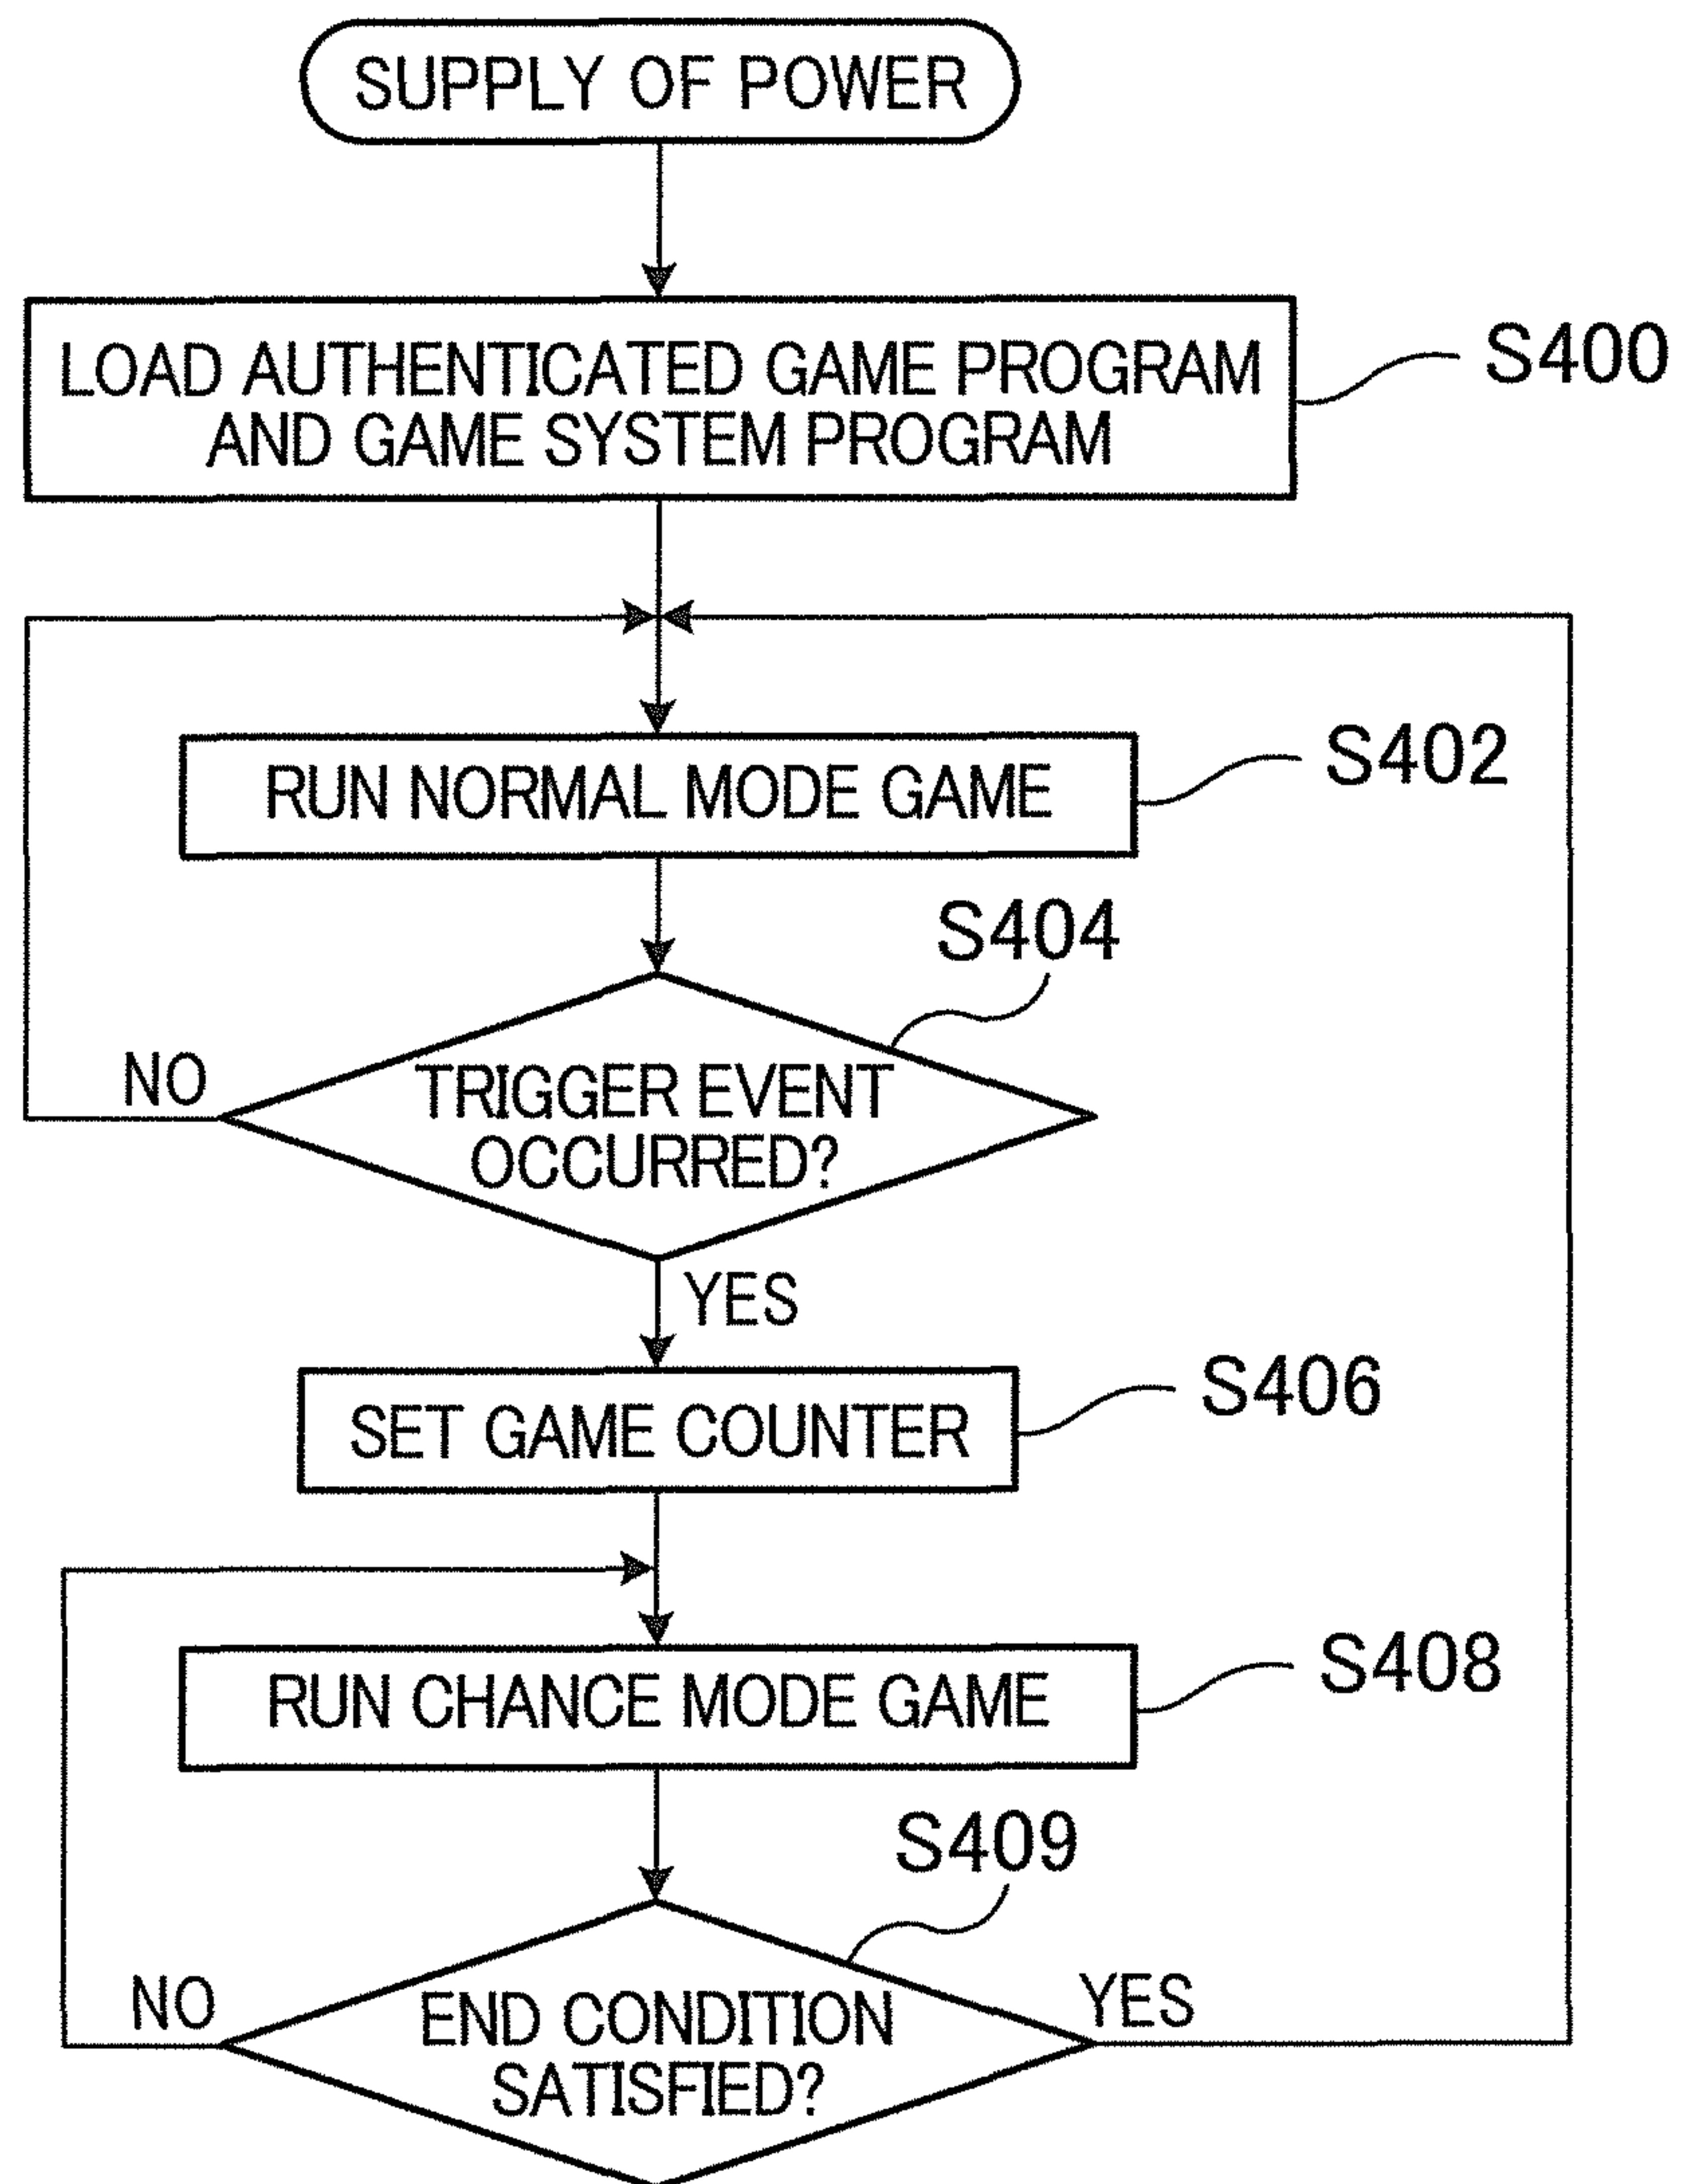 SUPPLY OF POWER
LOAD AUTHENTICATED GAME PROGRAM
AND GAME SYSTEM PROGRAM
S400
RUN NORMAL MODE GAME
S402
S404
NO
TRIGGER EVENT
OCCURRED?
YES
SET GAME COUNTER
S406
RUN CHANCE MODE GAME
S408
S409
NO
END CONDITION
SATISFIED?
YES